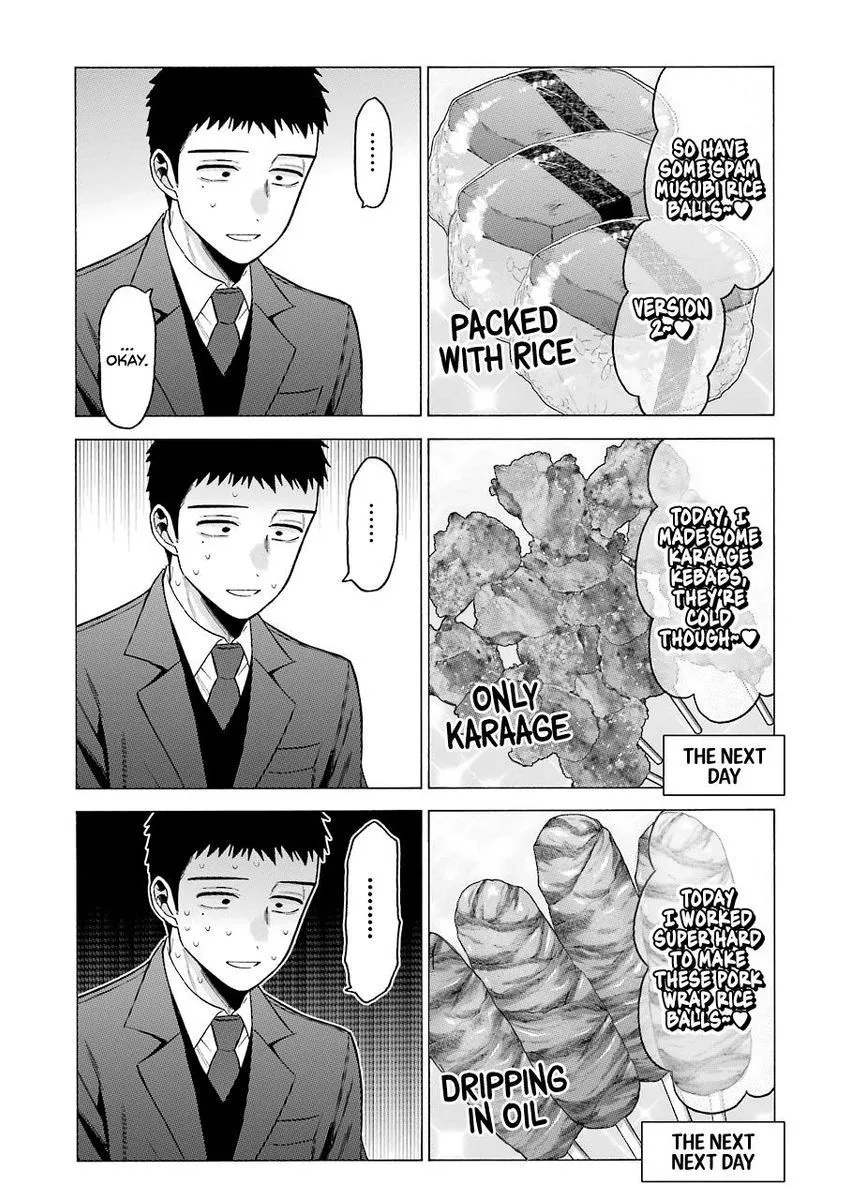 SO HAVE
SOME SPAM
MUSUBI RICE
BALLS~♥
VERSION
2~♥
PACKED
WITH RICE
......
...
OKAY.
TODAY, I
MADE SOME
KARAAGE
KEBABS,
THEY'RE
COLD
THOUGH~♥
ONLY
KARAAGE
THE NEXT
DAY
......
TODAY
I WORKED
SUPER HARD
TO MAKE
THESE PORK
WRAP RICE
BALLS~♥
DRIPPING
IN OIL
THE NEXT
NEXT DAY
........